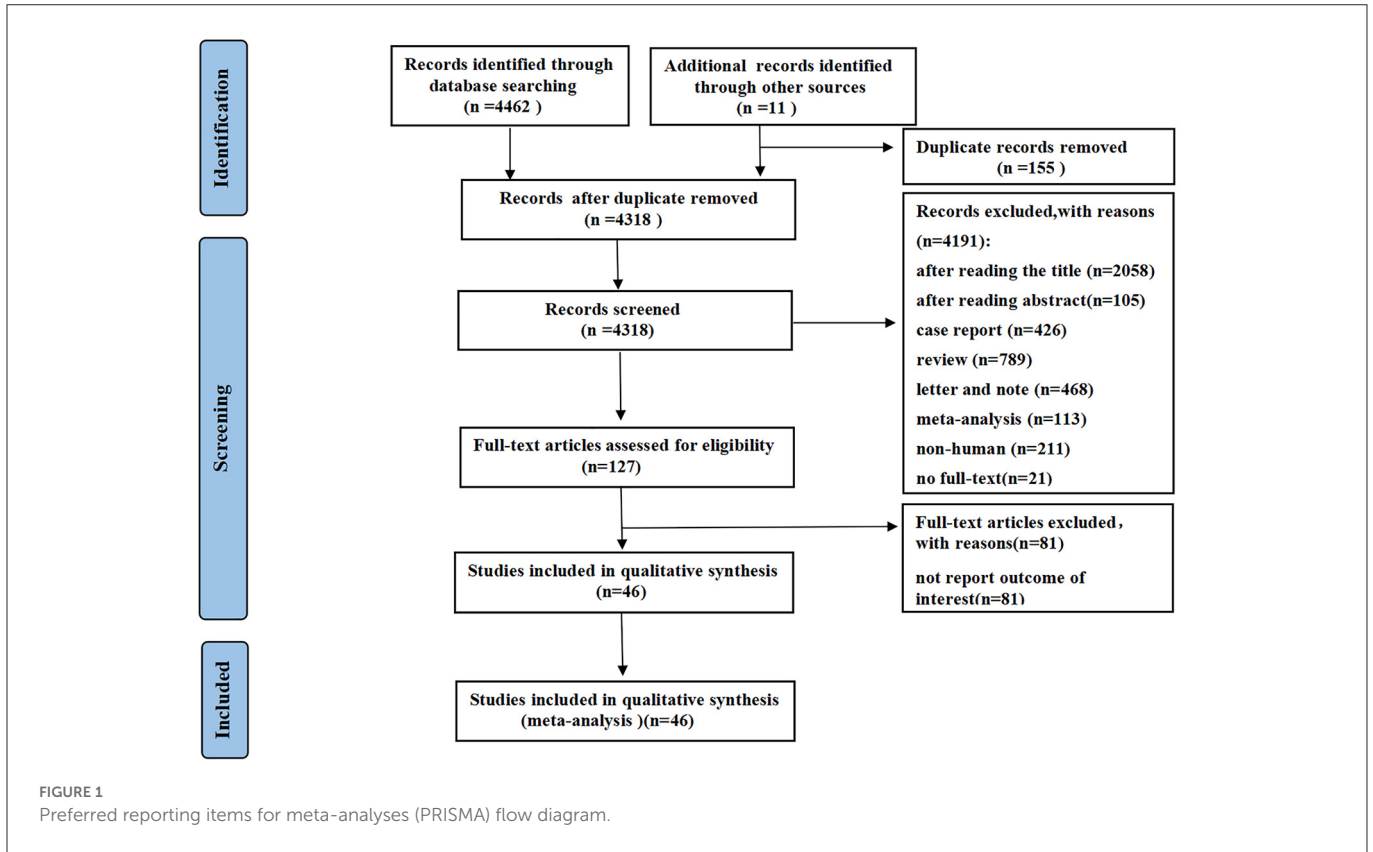 Identification
Records identified through
database searching
(n =4462 )
Additional records identified
through other sources
(n =11 )
Duplicate records removed
(n =155 )
Records after duplicate removed
(n =4318 )
Screening
Records screened
(n =4318)
Records excluded,with reasons
(n=4191):
after reading the title (n=2058)
after reading abstract(n=105)
case report (n=426)
review (n=789)
letter and note (n=468)
meta-analysis (n=113)
non-human (n=211)
no full-text(n=21)
Full-text articles assessed for eligibility
(n=127)
Full-text articles excluded,
with reasons(n=81)
not report outcome of
interest(n=81)
Studies included in qualitative synthesis
(n=46)
Included
Studies included in qualitative synthesis
(meta-analysis )(n=46)
FIGURE 1
Preferred reporting items for meta-analyses (PRISMA) flow diagram.